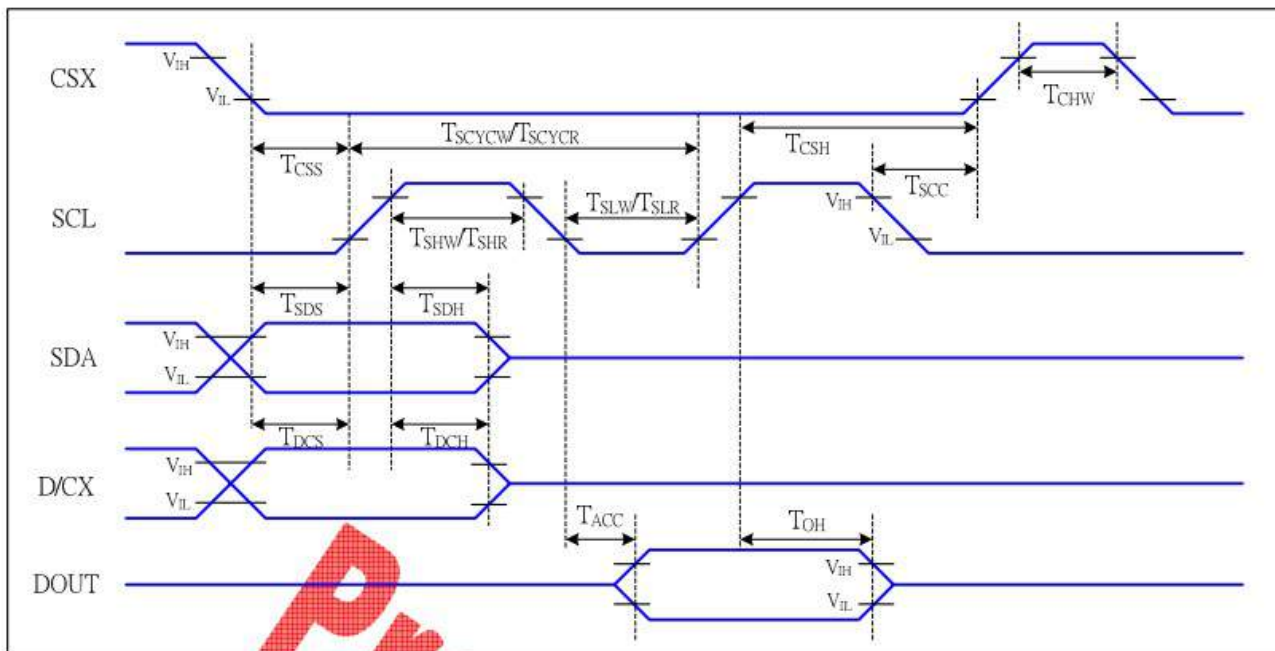 CSX
VIH
VIL
TCHW
TSCYCW/TSCYCR
TCSS
TCSH
TSCC
SCL
TSLW/TSLR
VIH
TSHW/TSHR
VIL
TSDS
TSDH
SDA
VIH
VIL
TDCS
TDCH
D/CX
VIH
VIL
TACC
TOH
DOUT
VIH
VIL
Pr